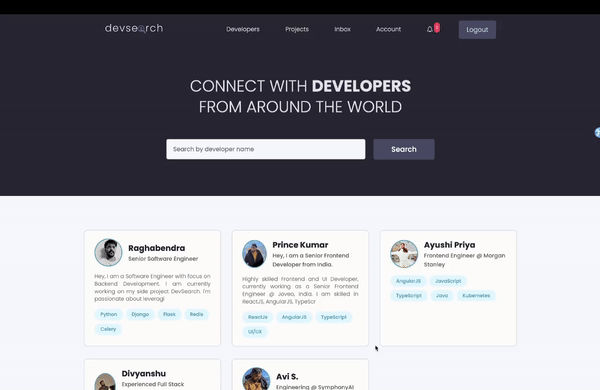 devsearch
Developers
Projects
Inbox
Account
Logout
CONNECT WITH DEVELOPERS
FROM AROUND THE WORLD
Search by developer name
Search
Raghabendra
Senior Software Engineer
Hey, I am a Software Engineer with focus on
Backend Development. I am currently
working on my side project DevSearch. I'm
passionate about leveragi
Python
Django
Flask
Redis
Celery
Prince Kumar
Hey, I am a Senior Frontend
Developer from India.
Highly skilled Frontend and UI Developer,
currently working as a Senior Frontend
Engineer @ Joveo, India. I am skilled in
ReactJS, AngularJS, TypeScr
ReactJs
AngularJS
TypeScript
UI/UX
Ayushi Priya
Frontend Engineer @ Morgan
Stanley
AngularJS
JavaScript
TypeScript
Java
Kubernetes
Divyanshu
Experienced Full Stack
Avi S.
Engineering @ SymphonyAI